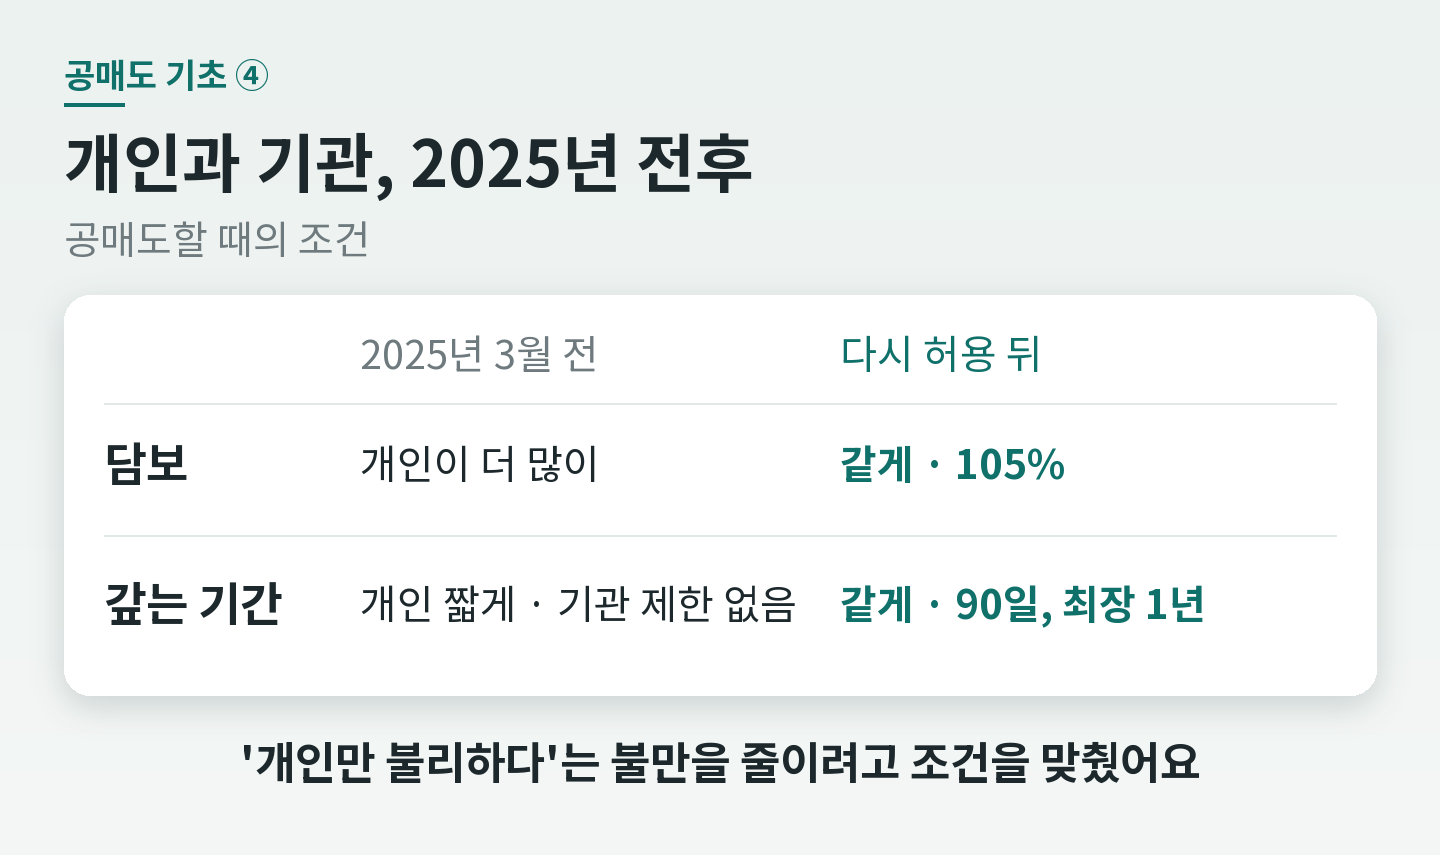 공매도 기초 ④
개인과 기관, 2025년 전후
공매도할 때의 조건
2025년 3월 전 다시 허용 뒤
담보 개인이 더 많이 같게 · 105%
갚는 기간 개인 짧게 · 기관 제한 없음 같게 · 90일, 최장 1년
'개인만 불리하다'는 불만을 줄이려고 조건을 맞췄어요